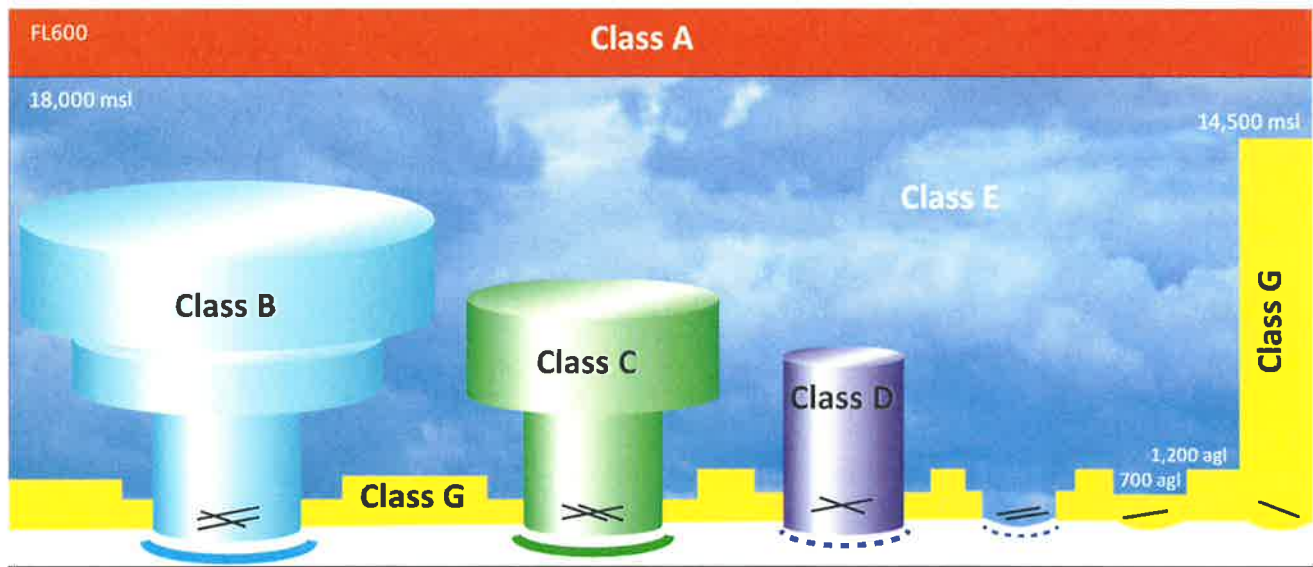 FL600
Class A
18,000 msl
14,500 msl
Class E
Class B
Class C
Class D
Class G
Class G
1,200 agl
700 agl